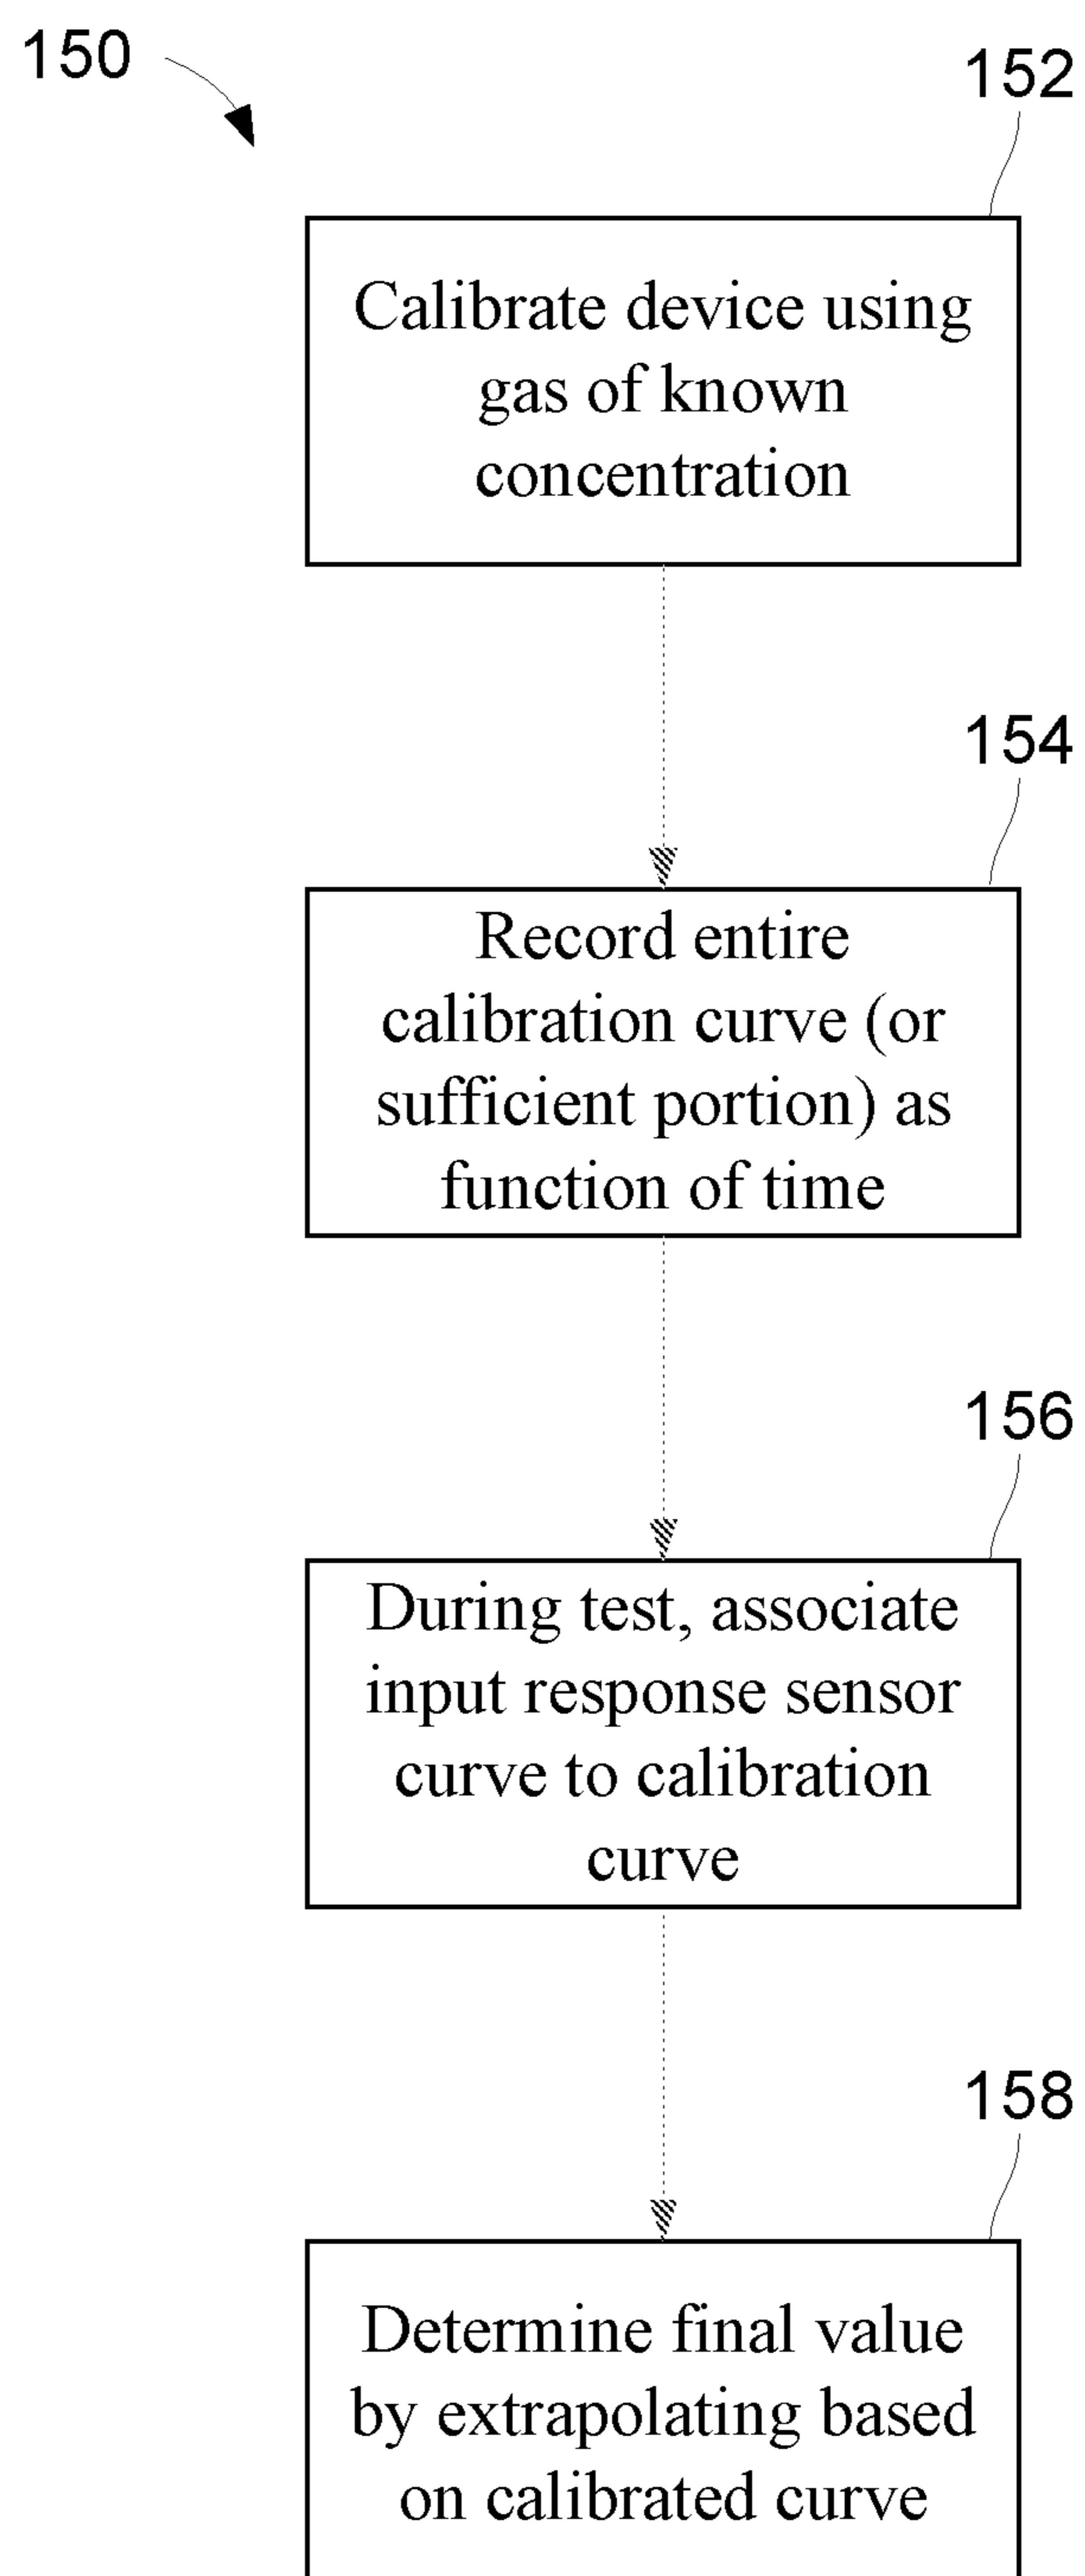 150
152
Calibrate device using
gas of known
concentration
154
Record entire
calibration curve (or
sufficient portion) as
function of time
156
During test, associate
input response sensor
curve to calibration
curve
158
Determine final value
by extrapolating based
on calibrated curve